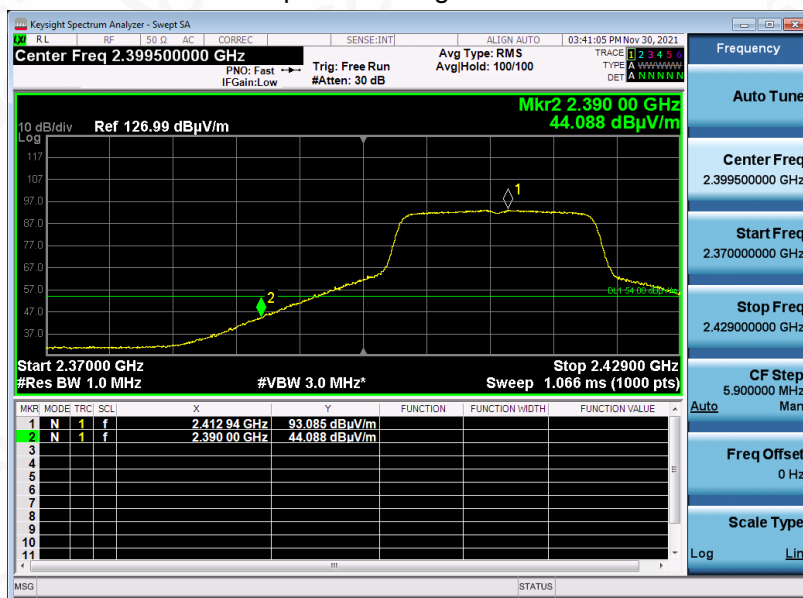 Keysight Spectrum Analyzer - Swept SA
LXI RL RF 50 Ω AC CORREC SENSE:INT ALIGN AUTO 03:41:05 PM Nov 30, 2021
Center Freq 2.399500000 GHz
PNO: Fast
IFGain:Low
Trig: Free Run
#Atten: 30 dB
Avg Type: RMS
Avg|Hold: 100/100
TRACE 1 2 3 4 5 6
TYPE A WWWWW
DET A N N N N N
Mkr2 2.390 00 GHz
44.088 dBµV/m
10 dB/div Ref 126.99 dBµV/m
Log
117
107
97.0
87.0
77.0
67.0
57.0
47.0
37.0
1
2
DL1 54.00 dBµV/m
Start 2.37000 GHz Stop 2.42900 GHz
#Res BW 1.0 MHz #VBW 3.0 MHz* Sweep 1.066 ms (1000 pts)
MKR MODE TRC SCL X Y FUNCTION FUNCTION WIDTH FUNCTION VALUE
1 N 1 f 2.412 94 GHz 93.085 dBµV/m
2 N 1 f 2.390 00 GHz 44.088 dBµV/m
3
4
5
6
7
8
9
10
11
MSG STATUS
Frequency
Auto Tune
Center Freq
2.399500000 GHz
Start Freq
2.370000000 GHz
Stop Freq
2.429000000 GHz
CF Step
5.900000 MHz
Auto Man
Freq Offset
0 Hz
Scale Type
Log Lin